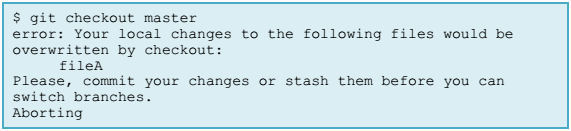 $ git checkout master
error: Your local changes to the following files would be
overwritten by checkout:
fileA
Please, commit your changes or stash them before you can
switch branches.
Aborting